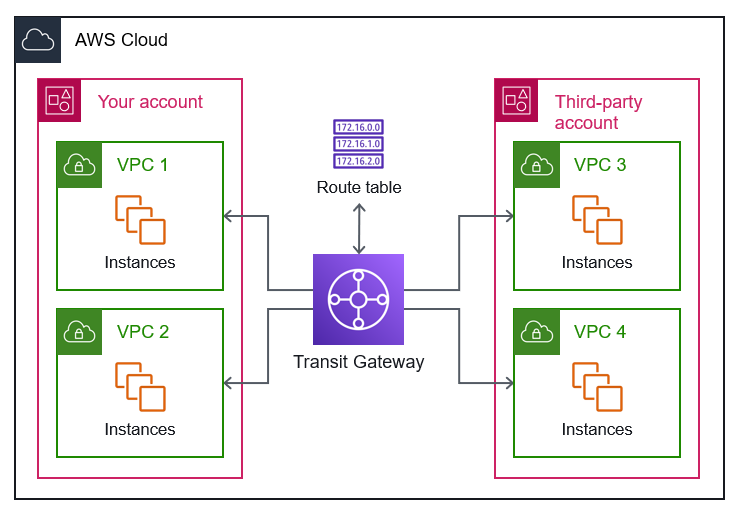 AWS Cloud
Your account
VPC 1
Instances
VPC 2
Instances
172.16.0.0
172.16.1.0
172.16.2.0
Route table
Transit Gateway
Third-party
account
VPC 3
Instances
VPC 4
Instances